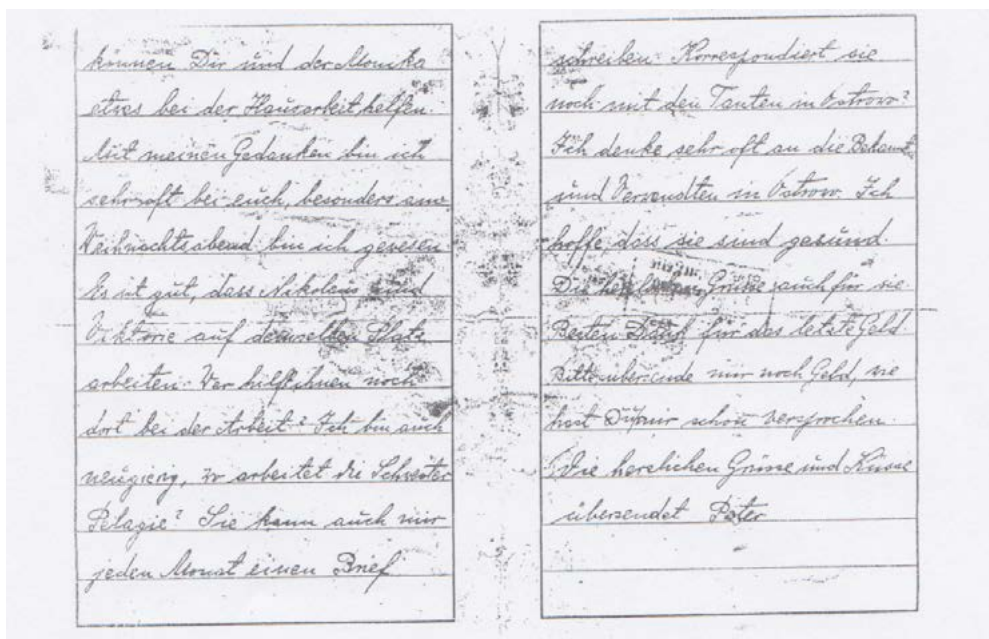 können Dir und der Monika
etwas bei der Hausarbeit helfen.
Mit meinen Gedanken bin ich
sehr oft bei euch, besonders am
Weihnachtsabend bin ich gewesen.
Es ist gut, dass Nikolaus und
Viktorie auf demselben Platz
arbeiten. Wer hilft ihnen noch
dort bei der Arbeit? Ich bin auch
neugierig, wo arbeitet die Schwester
Pelagie? Sie kann auch mir
jeden Monat einen Brief
schreiben. Korrespondiert sie
noch mit den Tanten in Ostrow?
Ich denke sehr oft an die Bekannt
und Verwandten in Ostrow. Ich
hoffe, dass sie sind gesund.
Die Grüsse auch für sie.
Besten Dank für das letzte Geld
Bitte übersende mir noch Geld, wie
hast Du mir schon versprochen.
Die herzlichen Grüsse und Küsse
übersendet Peter